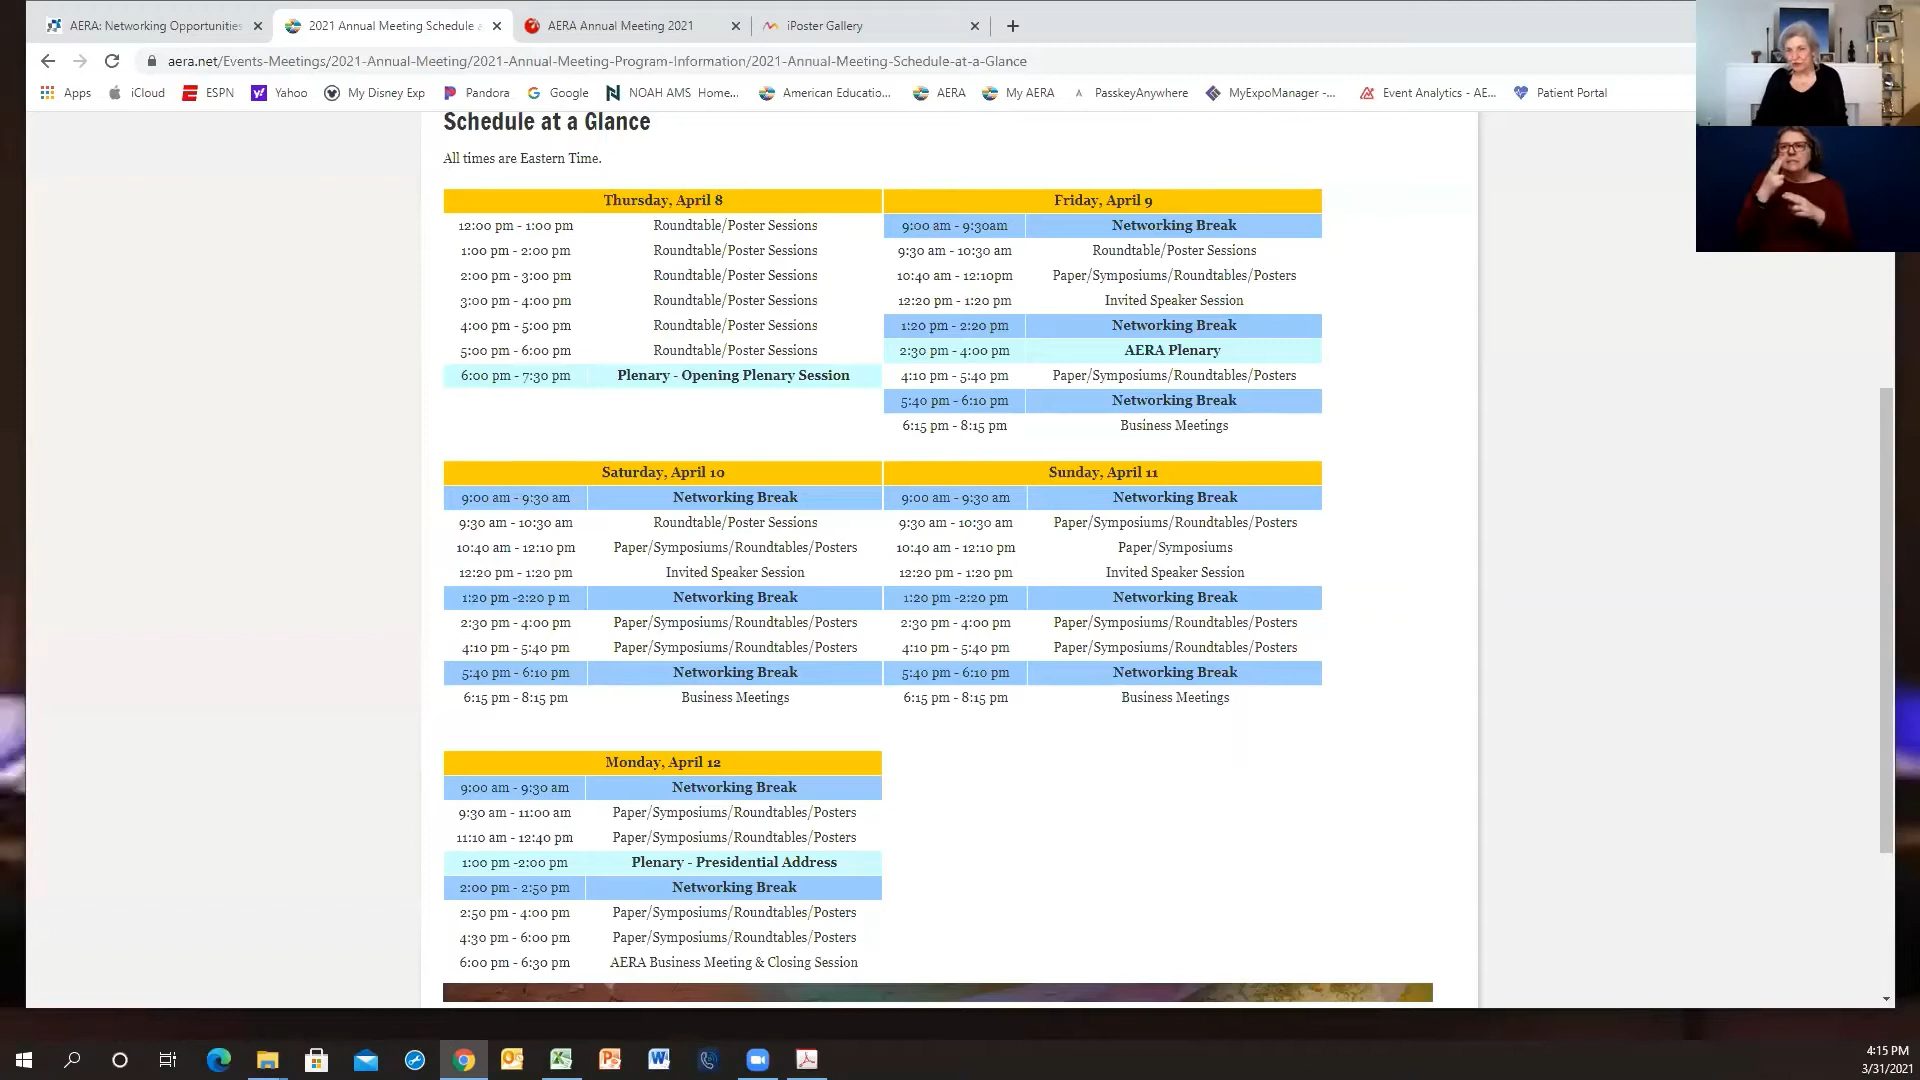 AERA: Networking Opportunities
2021 Annual Meeting Schedule a
AERA Annual Meeting 2021
iPoster Gallery
aera.net/Events-Meetings/2021-Annual-Meeting/2021-Annual-Meeting-Program-Information/2021-Annual-Meeting-Schedule-at-a-Glance
Apps iCloud ESPN Yahoo My Disney Exp Pandora Google NOAH AMS Home... American Educatio... AERA My AERA PasskeyAnywhere MyExpoManager -... Event Analytics - AE... Patient Portal
Schedule at a Glance
All times are Eastern Time.
Thursday, April 8
12:00 pm - 1:00 pm Roundtable/Poster Sessions
1:00 pm - 2:00 pm Roundtable/Poster Sessions
2:00 pm - 3:00 pm Roundtable/Poster Sessions
3:00 pm - 4:00 pm Roundtable/Poster Sessions
4:00 pm - 5:00 pm Roundtable/Poster Sessions
5:00 pm - 6:00 pm Roundtable/Poster Sessions
6:00 pm - 7:30 pm Plenary - Opening Plenary Session
Friday, April 9
9:00 am - 9:30am Networking Break
9:30 am - 10:30 am Roundtable/Poster Sessions
10:40 am - 12:10pm Paper/Symposiums/Roundtables/Posters
12:20 pm - 1:20 pm Invited Speaker Session
1:20 pm - 2:20 pm Networking Break
2:30 pm - 4:00 pm AERA Plenary
4:10 pm - 5:40 pm Paper/Symposiums/Roundtables/Posters
5:40 pm - 6:10 pm Networking Break
6:15 pm - 8:15 pm Business Meetings
Saturday, April 10
9:00 am - 9:30 am Networking Break
9:30 am - 10:30 am Roundtable/Poster Sessions
10:40 am - 12:10 pm Paper/Symposiums/Roundtables/Posters
12:20 pm - 1:20 pm Invited Speaker Session
1:20 pm -2:20 p m Networking Break
2:30 pm - 4:00 pm Paper/Symposiums/Roundtables/Posters
4:10 pm - 5:40 pm Paper/Symposiums/Roundtables/Posters
5:40 pm - 6:10 pm Networking Break
6:15 pm - 8:15 pm Business Meetings
Sunday, April 11
9:00 am - 9:30 am Networking Break
9:30 am - 10:30 am Paper/Symposiums/Roundtables/Posters
10:40 am - 12:10 pm Paper/Symposiums
12:20 pm - 1:20 pm Invited Speaker Session
1:20 pm -2:20 pm Networking Break
2:30 pm - 4:00 pm Paper/Symposiums/Roundtables/Posters
4:10 pm - 5:40 pm Paper/Symposiums/Roundtables/Posters
5:40 pm - 6:10 pm Networking Break
6:15 pm - 8:15 pm Business Meetings
Monday, April 12
9:00 am - 9:30 am Networking Break
9:30 am - 11:00 am Paper/Symposiums/Roundtables/Posters
11:10 am - 12:40 pm Paper/Symposiums/Roundtables/Posters
1:00 pm -2:00 pm Plenary - Presidential Address
2:00 pm - 2:50 pm Networking Break
2:50 pm - 4:00 pm Paper/Symposiums/Roundtables/Posters
4:30 pm - 6:00 pm Paper/Symposiums/Roundtables/Posters
6:00 pm - 6:30 pm AERA Business Meeting & Closing Session
4:15 PM
3/31/2021